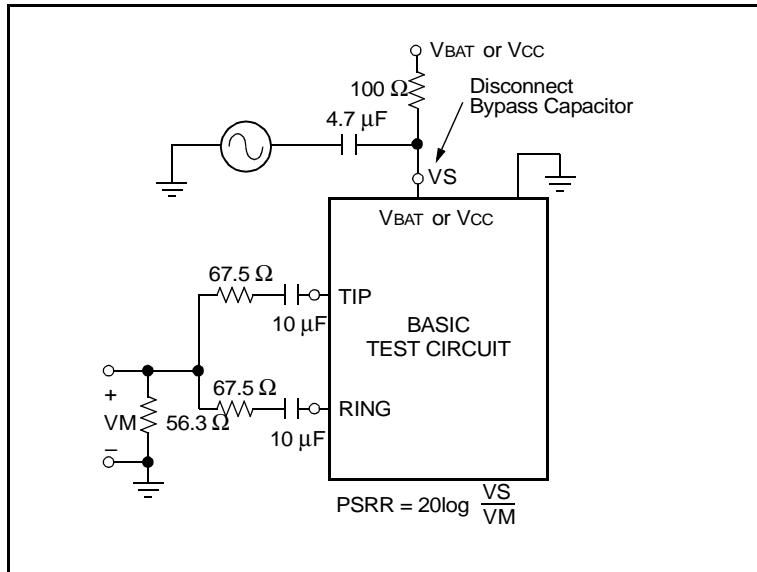 VBAT or VCC
100 Ω
Disconnect
Bypass Capacitor
4.7 µF
VS
VBAT or VCC
67.5 Ω
TIP
10 µF
BASIC
TEST CIRCUIT
67.5 Ω
+
VM
–
56.3 Ω
RING
10 µF
PSRR = 20log VS
VM